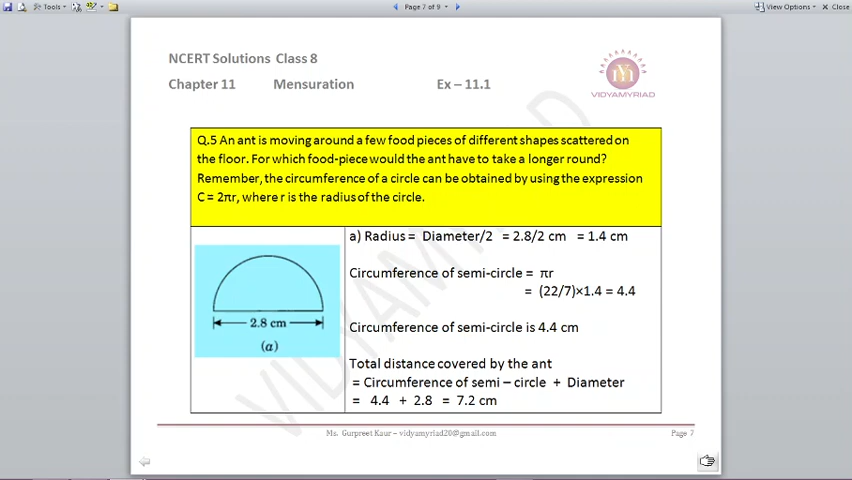 Tools
Page 7 of 9
View Options
Close
NCERT Solutions Class 8
Chapter 11 Mensuration Ex – 11.1
VIDYAMYRIAD
Q.5 An ant is moving around a few food pieces of different shapes scattered on
the floor. For which food-piece would the ant have to take a longer round?
Remember, the circumference of a circle can be obtained by using the expression
C = 2πr, where r is the radius of the circle.
2.8 cm
(a)
a) Radius = Diameter/2 = 2.8/2 cm = 1.4 cm
Circumference of semi-circle = πr
= (22/7)×1.4 = 4.4
Circumference of semi-circle is 4.4 cm
Total distance covered by the ant
= Circumference of semi – circle + Diameter
= 4.4 + 2.8 = 7.2 cm
VIDYAMYRIAD
Ms. Gurpreet Kaur – vidyamyriad20@gmail.com
Page 7